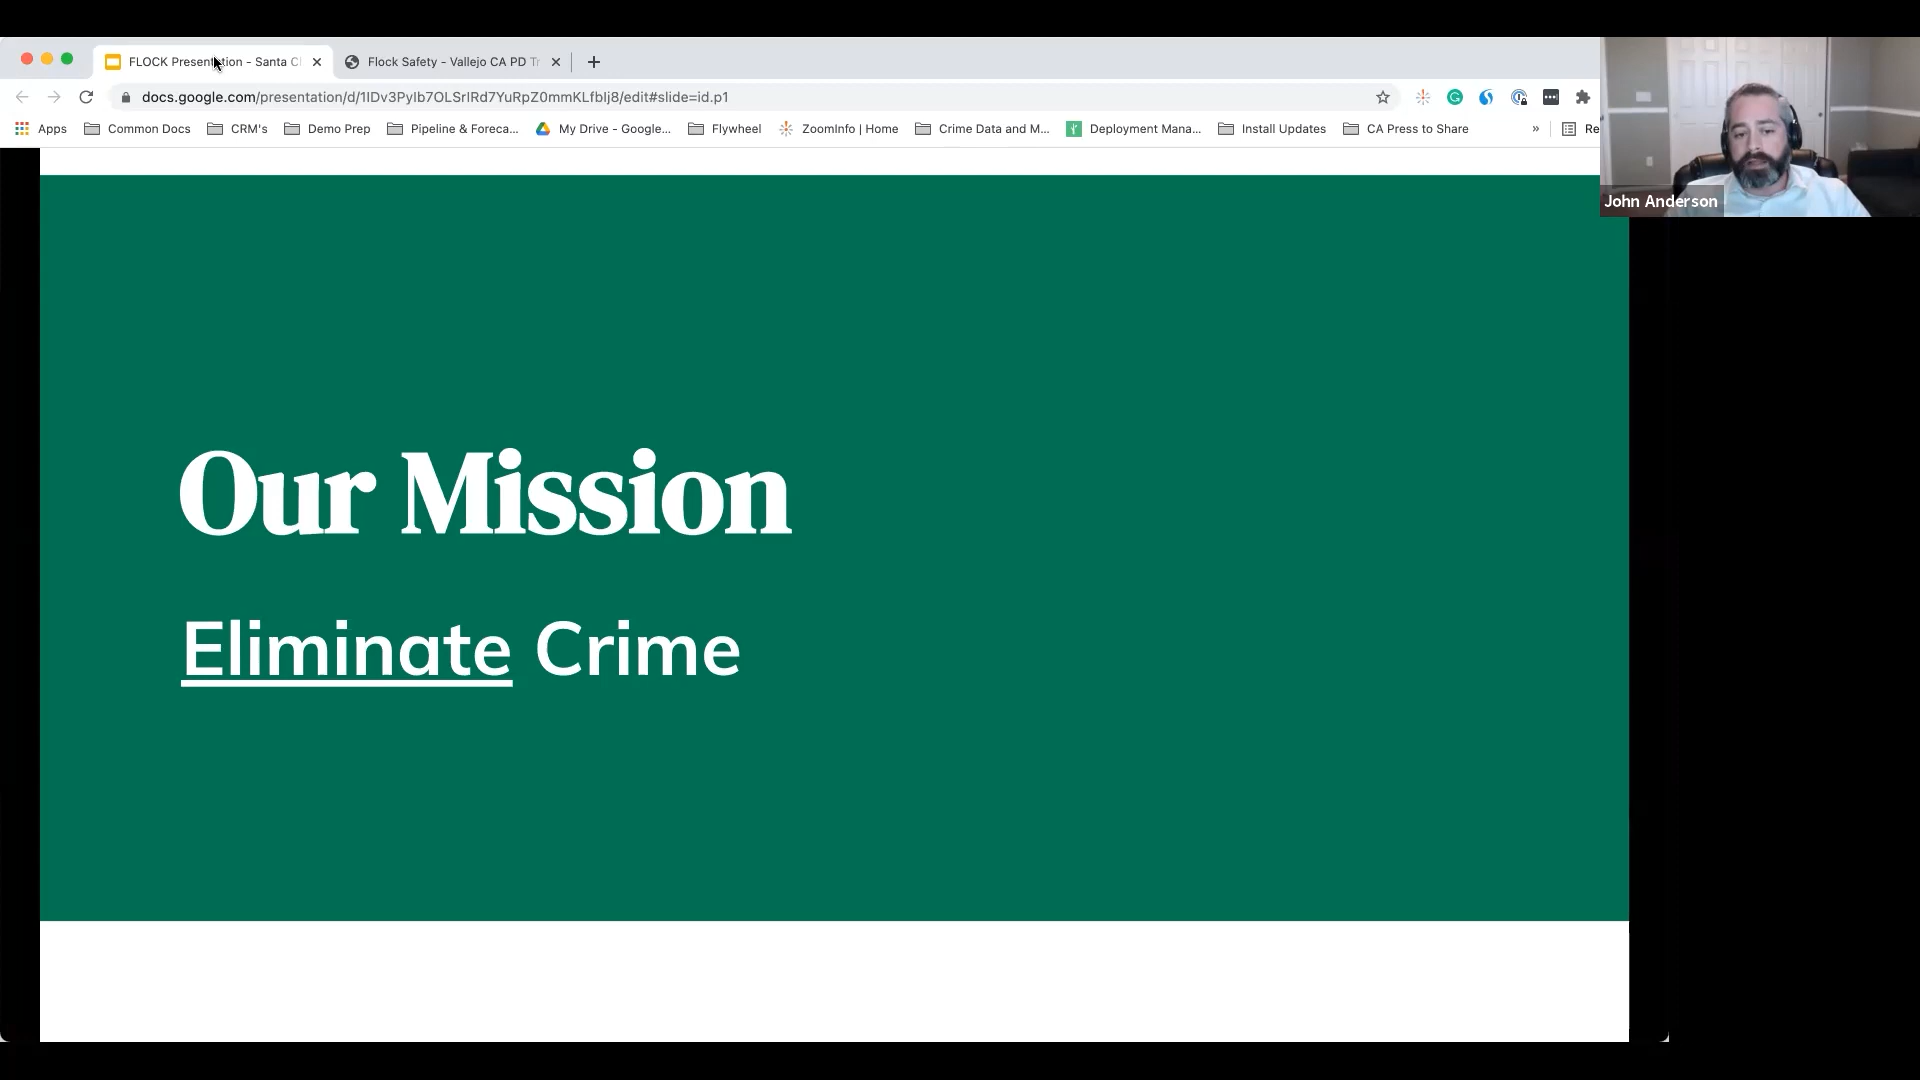 FLOCK Presentation - Santa Cl
Flock Safety - Vallejo CA PD Tr
docs.google.com/presentation/d/1IDv3PyIb7OLSrIRd7YuRpZ0mmKLfbIj8/edit#slide=id.p1
Apps Common Docs CRM's Demo Prep Pipeline & Foreca... My Drive - Google... Flywheel ZoomInfo | Home Crime Data and M... Deployment Mana... Install Updates CA Press to Share » Re
John Anderson
Our Mission
Eliminate Crime